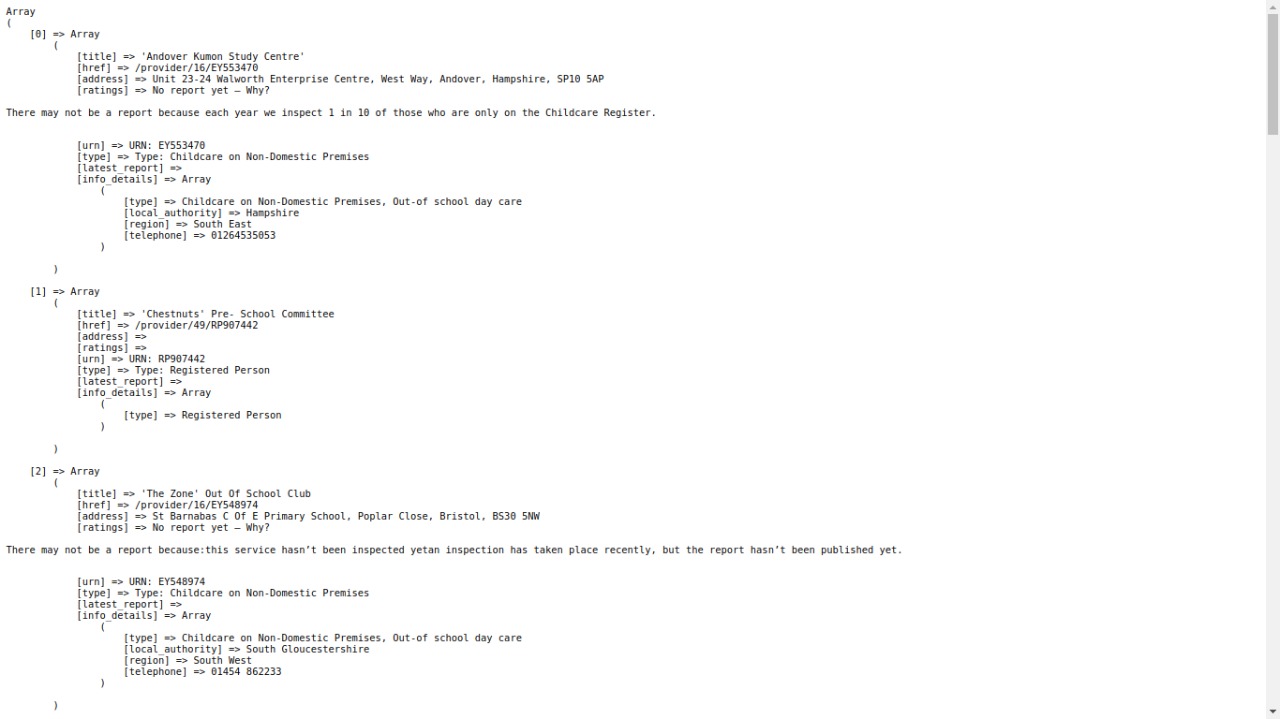 Array
(
    [0] => Array
        (
            [title] => 'Andover Kumon Study Centre'
            [href] => /provider/16/EY553470
            [address] => Unit 23-24 Walworth Enterprise Centre, West Way, Andover, Hampshire, SP10 5AP
            [ratings] => No report yet – Why?

There may not be a report because each year we inspect 1 in 10 of those who are only on the Childcare Register.


            [urn] => URN: EY553470
            [type] => Type: Childcare on Non-Domestic Premises
            [latest_report] =>
            [info_details] => Array
                (
                    [type] => Childcare on Non-Domestic Premises, Out-of school day care
                    [local_authority] => Hampshire
                    [region] => South East
                    [telephone] => 01264535053
                )

        )

    [1] => Array
        (
            [title] => 'Chestnuts' Pre- School Committee
            [href] => /provider/49/RP907442
            [address] =>
            [ratings] =>
            [urn] => URN: RP907442
            [type] => Type: Registered Person
            [latest_report] =>
            [info_details] => Array
                (
                    [type] => Registered Person
                )

        )

    [2] => Array
        (
            [title] => 'The Zone' Out Of School Club
            [href] => /provider/16/EY548974
            [address] => St Barnabas C Of E Primary School, Poplar Close, Bristol, BS30 5NW
            [ratings] => No report yet – Why?

There may not be a report because:this service hasn’t been inspected yetan inspection has taken place recently, but the report hasn’t been published yet.


            [urn] => URN: EY548974
            [type] => Type: Childcare on Non-Domestic Premises
            [latest_report] =>
            [info_details] => Array
                (
                    [type] => Childcare on Non-Domestic Premises, Out-of school day care
                    [local_authority] => South Gloucestershire
                    [region] => South West
                    [telephone] => 01454 862233
                )

        )